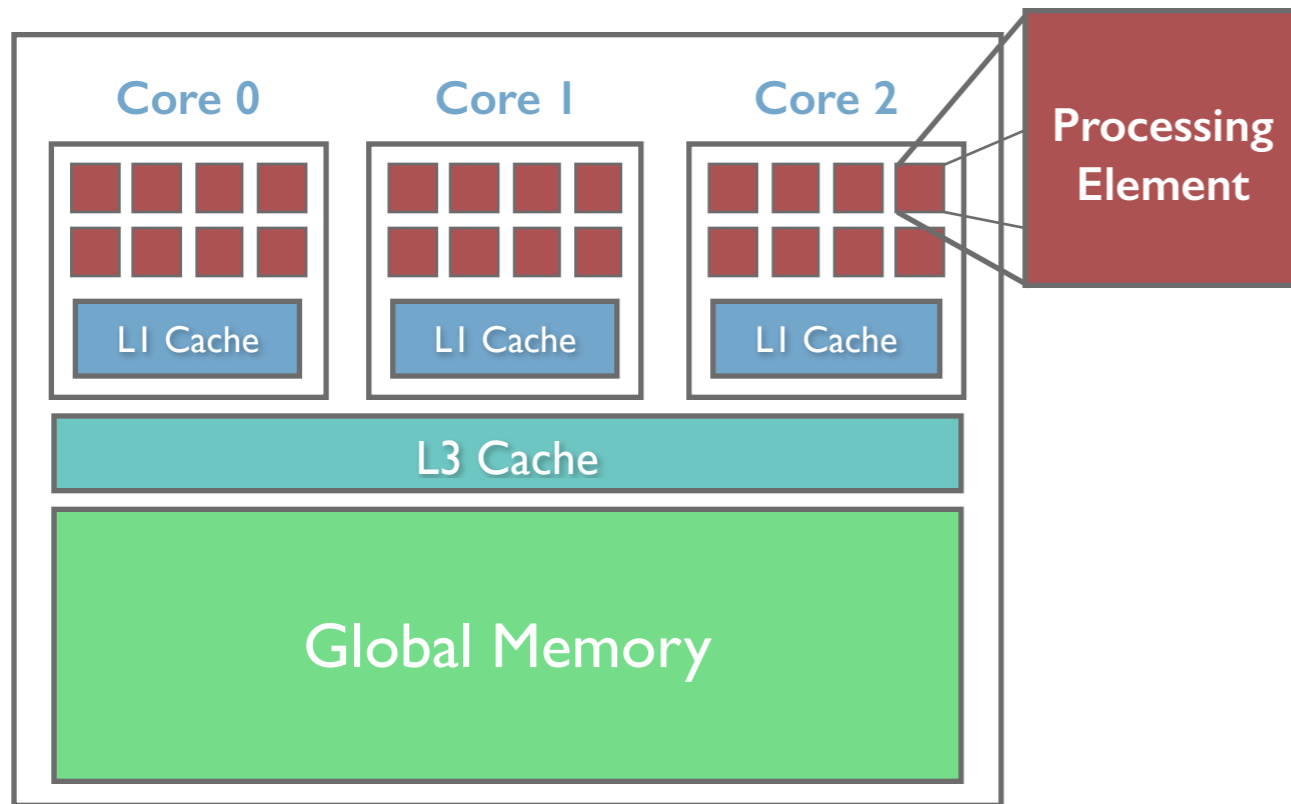 Core 0
Core 1
Core 2
Processing
Element
L1 Cache
L1 Cache
L1 Cache
L3 Cache
Global Memory